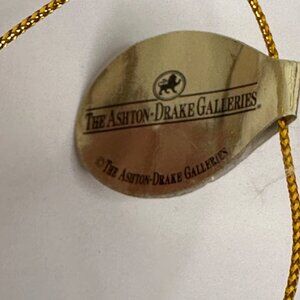 THE ASHTON-DRAKE GALLERIES
© THE ASHTON-DRAKE GALLERIES